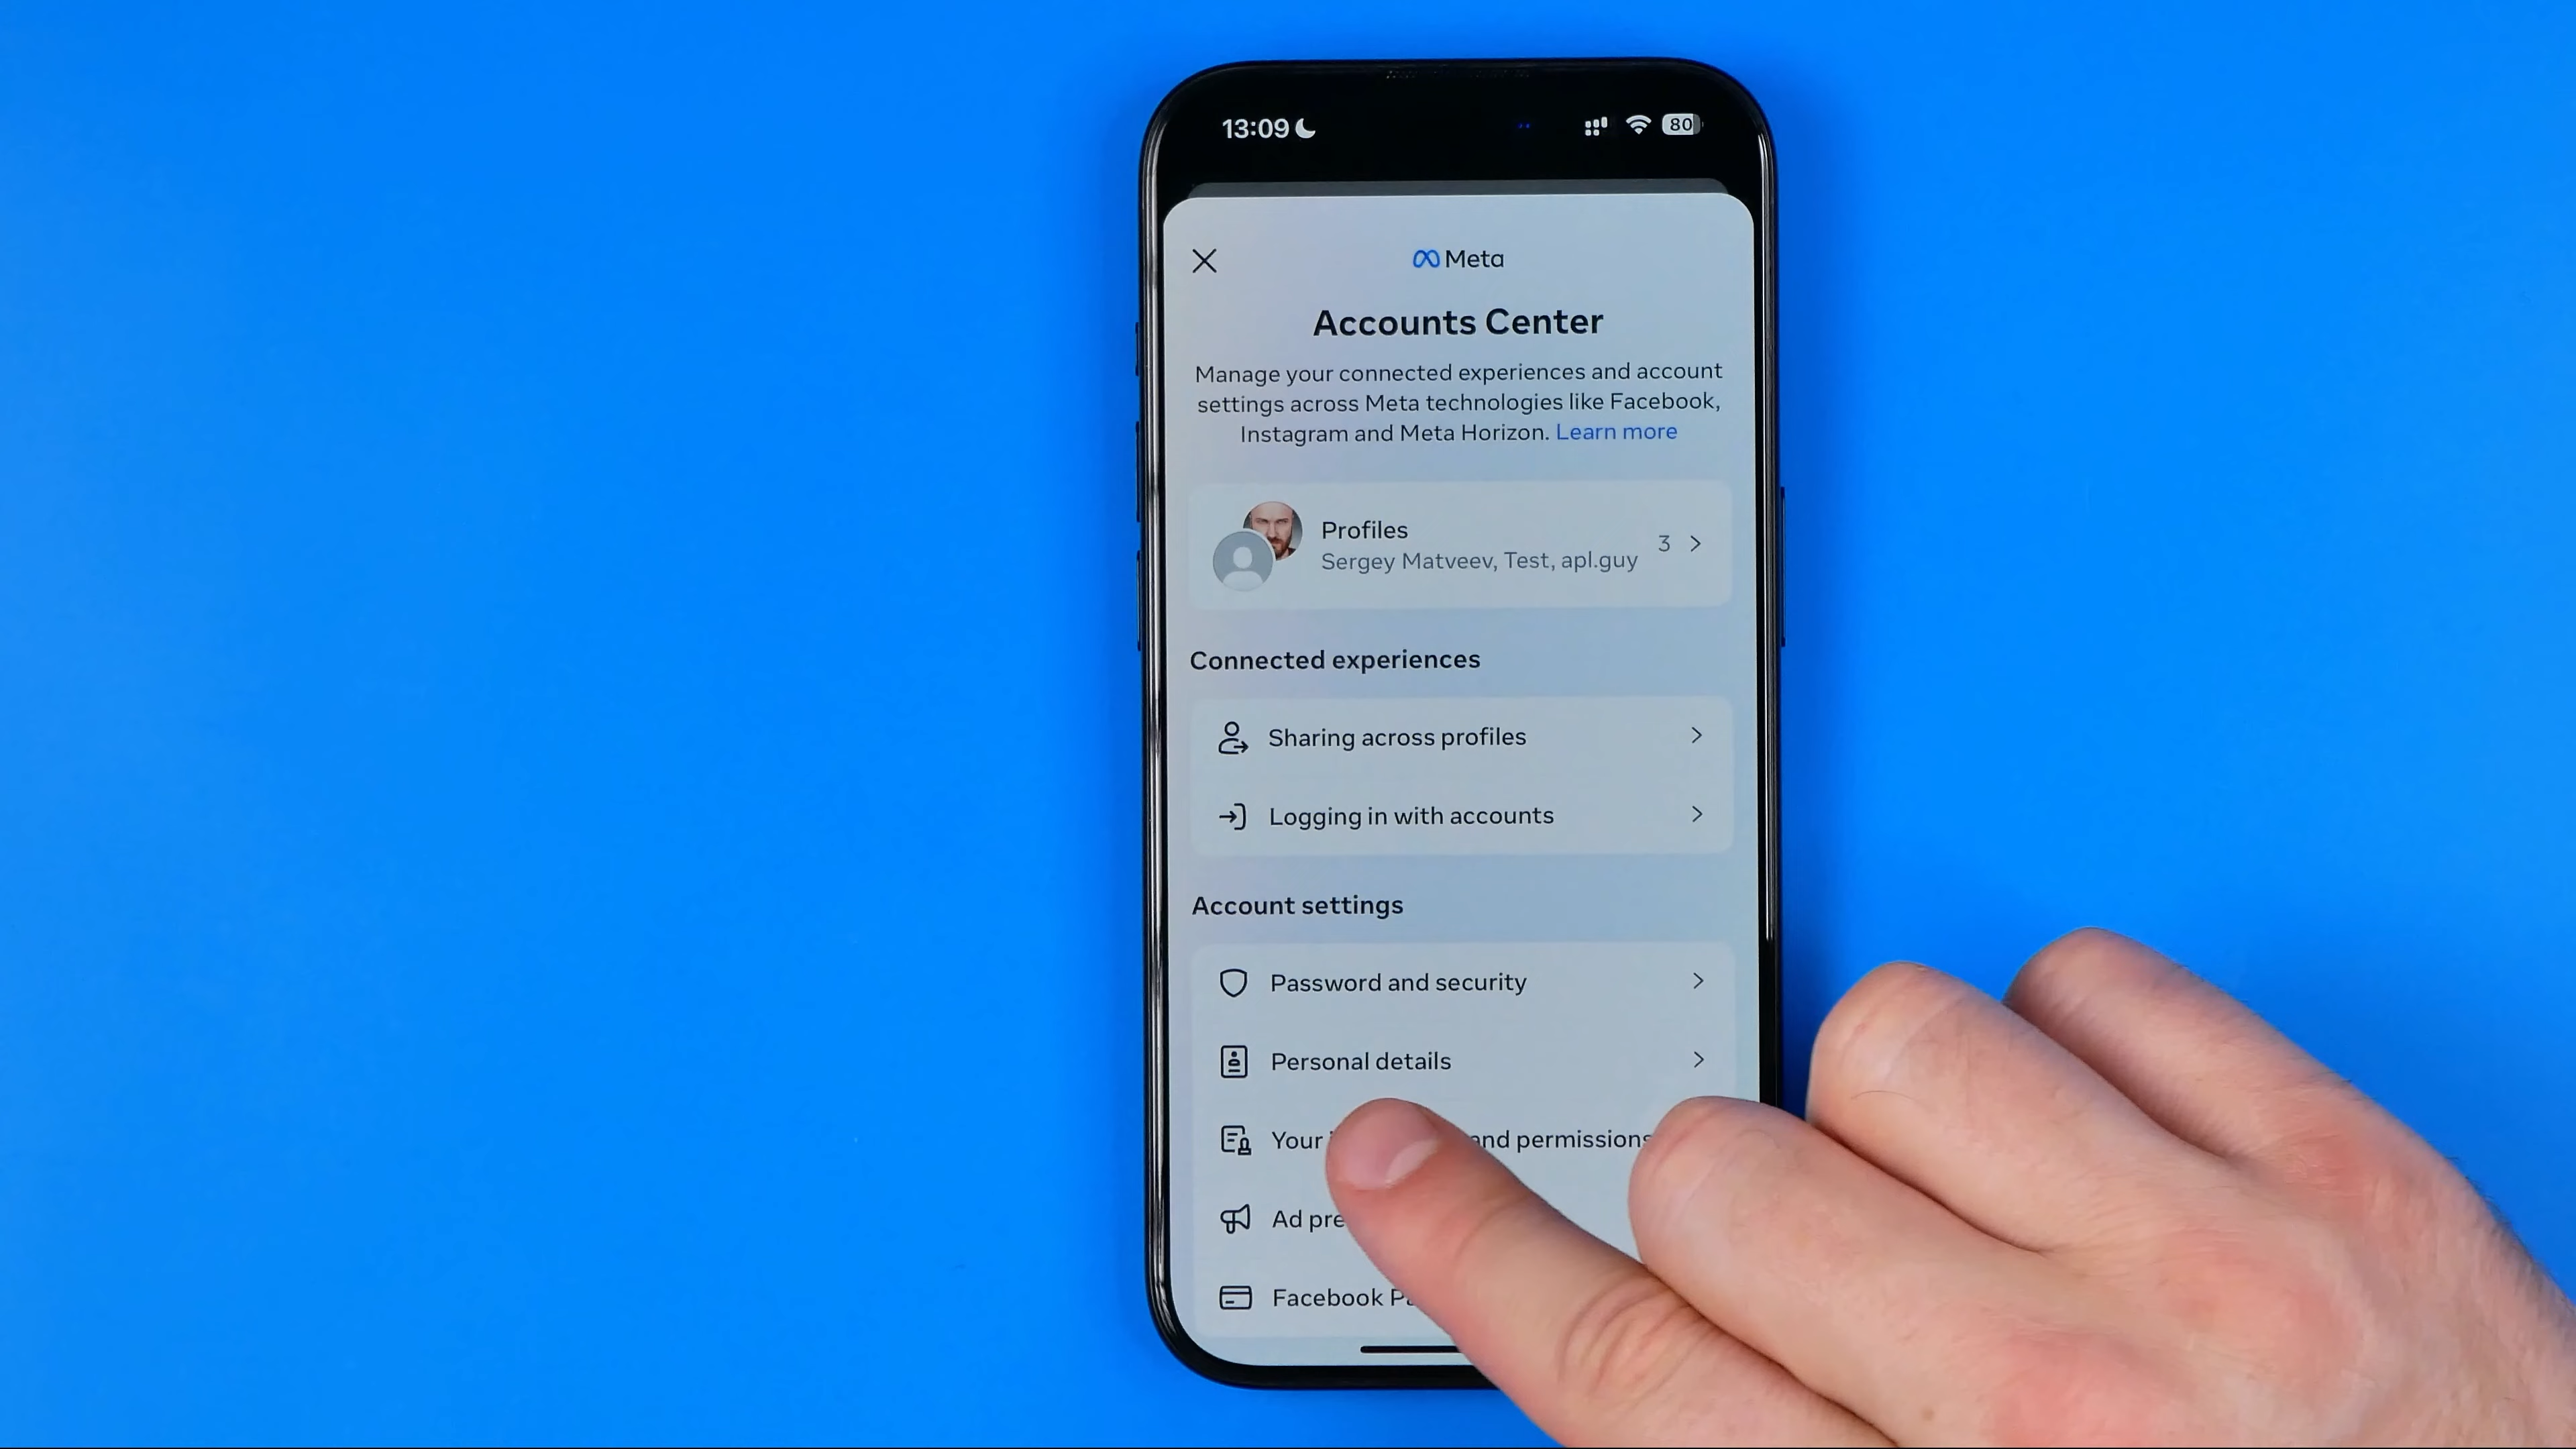 13:09
80
Meta
Accounts Center
Manage your connected experiences and account
settings across Meta technologies like Facebook,
Instagram and Meta Horizon. Learn more
Profiles
Sergey Matveev, Test, apl.guy
3
Connected experiences
Sharing across profiles
Logging in with accounts
Account settings
Password and security
Personal details
Your and permissions
Ad
Facebook